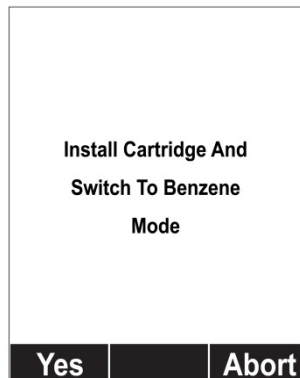 Install Cartridge And
Switch To Benzene
Mode
Yes Abort